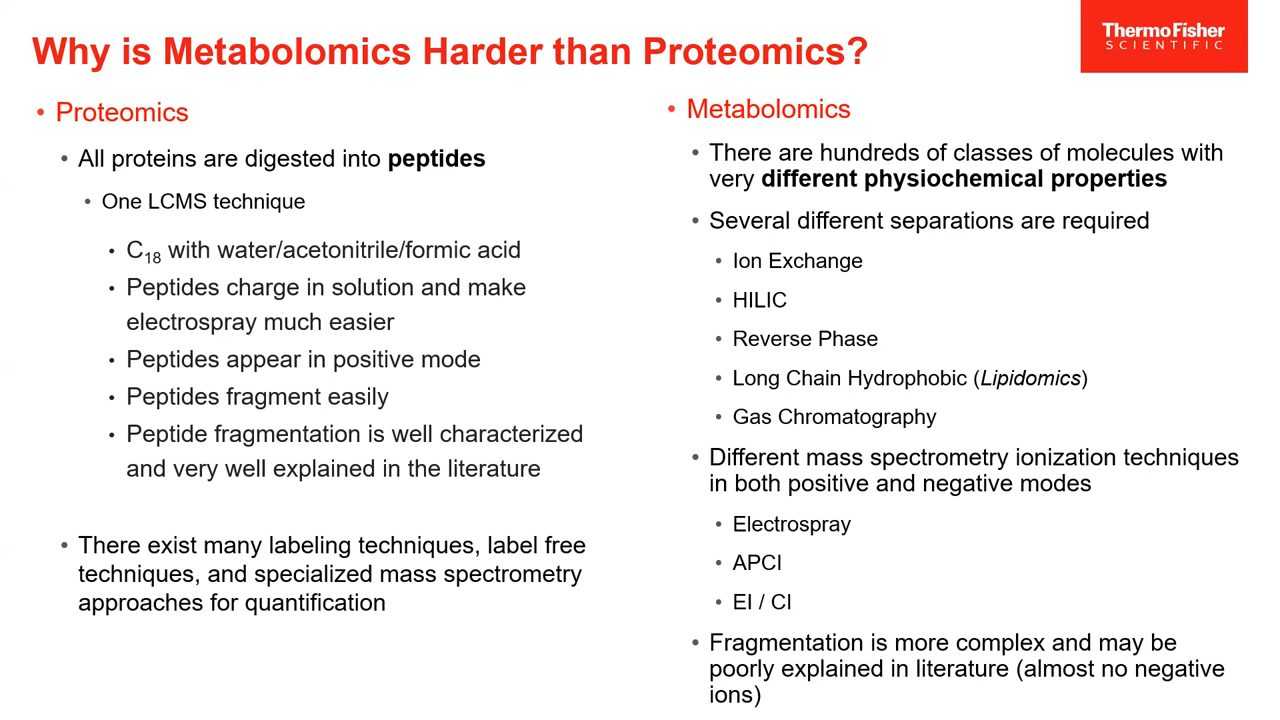 Why is Metabolomics Harder than Proteomics?
ThermoFisher
SCIENTIFIC
• Proteomics
• All proteins are digested into peptides
• One LCMS technique
• C18 with water/acetonitrile/formic acid
• Peptides charge in solution and make
electrospray much easier
• Peptides appear in positive mode
• Peptides fragment easily
• Peptide fragmentation is well characterized
and very well explained in the literature
• There exist many labeling techniques, label free
techniques, and specialized mass spectrometry
approaches for quantification
• Metabolomics
• There are hundreds of classes of molecules with
very different physiochemical properties
• Several different separations are required
• Ion Exchange
• HILIC
• Reverse Phase
• Long Chain Hydrophobic (Lipidomics)
• Gas Chromatography
• Different mass spectrometry ionization techniques
in both positive and negative modes
• Electrospray
• APCI
• EI / CI
• Fragmentation is more complex and may be
poorly explained in literature (almost no negative
ions)